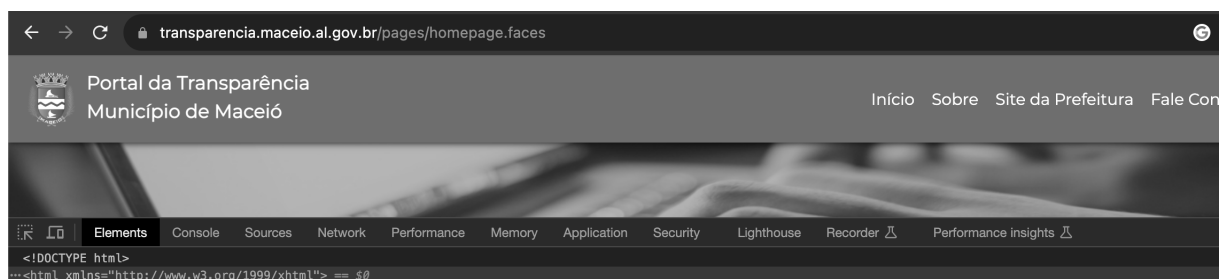 transparencia.maceio.al.gov.br/pages/homepage.faces
Portal da Transparência
Município de Maceió
Início Sobre Site da Prefeitura Fale Con
Elements Console Sources Network Performance Memory Application Security Lighthouse Recorder Performance insights
<!DOCTYPE html>
···<html xmlns="http://www.w3.org/1999/xhtml"> == $0